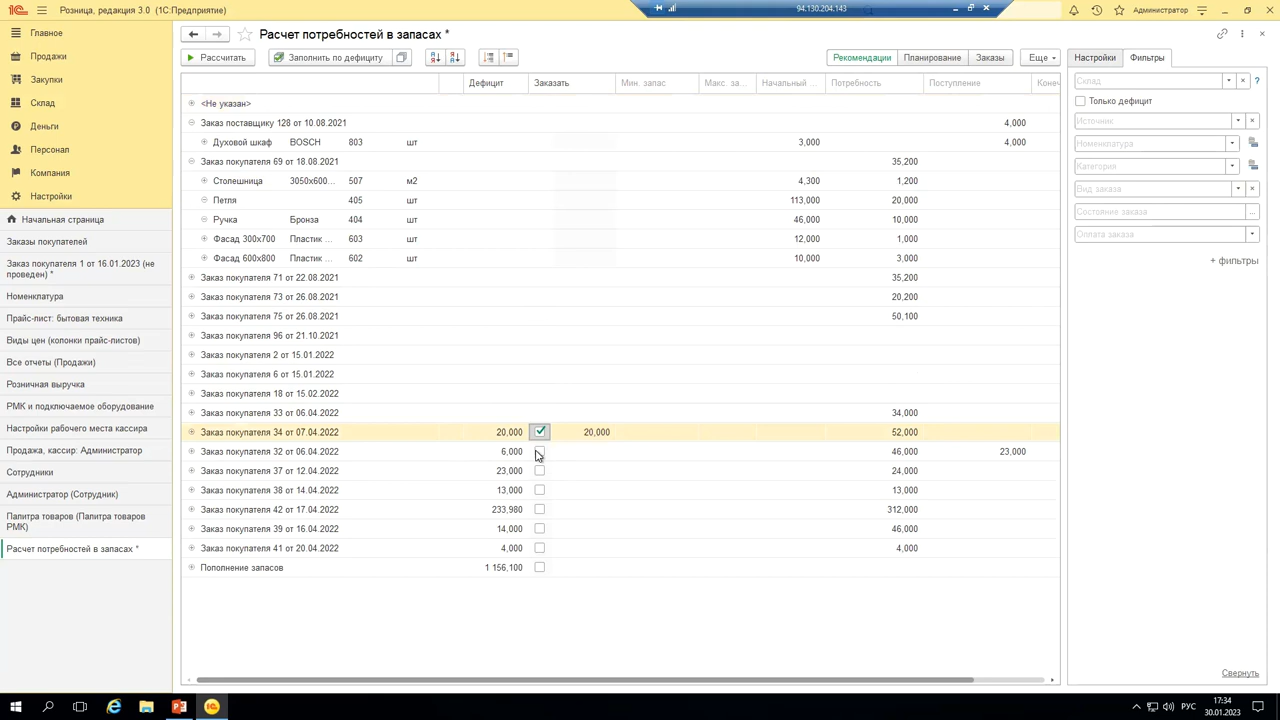 Розница, редакция 3.0 (1С:Предприятие)
94.130.204.143
Администратор
Главное
Продажи
Закупки
Склад
Деньги
Персонал
Компания
Настройки
Начальная страница
Заказы покупателей
Заказ покупателя 1 от 16.01.2023 (не
проведен) *
Номенклатура
Прайс-лист: бытовая техника
Виды цен (колонки прайс-листов)
Все отчеты (Продажи)
Розничная выручка
РМК и подключаемое оборудование
Настройки рабочего места кассира
Продажа, кассир: Администратор
Сотрудники
Администратор (Сотрудник)
Палитра товаров (Палитра товаров
РМК)
Расчет потребностей в запасах *
Расчет потребностей в запасах *
Рассчитать Заполнить по дефициту Рекомендации Планирование Заказы Еще
Дефицит Заказать Мин. запас Макс. за... Начальный ... Потребность Поступление Конеч
<Не указан>
Заказ поставщику 128 от 10.08.2021 4,000
Духовой шкаф BOSCH 803 шт 3,000 4,000
Заказ покупателя 69 от 18.08.2021 35,200
Столешница 3050х600... 507 м2 4,300 1,200
Петля 405 шт 113,000 20,000
Ручка Бронза 404 шт 46,000 10,000
Фасад 300х700 Пластик ... 603 шт 12,000 1,000
Фасад 600х800 Пластик ... 602 шт 10,000 3,000
Заказ покупателя 71 от 22.08.2021 35,200
Заказ покупателя 73 от 26.08.2021 20,200
Заказ покупателя 75 от 26.08.2021 50,100
Заказ покупателя 96 от 21.10.2021
Заказ покупателя 2 от 15.01.2022
Заказ покупателя 6 от 15.01.2022
Заказ покупателя 18 от 15.02.2022
Заказ покупателя 33 от 06.04.2022 34,000
Заказ покупателя 34 от 07.04.2022 20,000 20,000 52,000
Заказ покупателя 32 от 06.04.2022 6,000 46,000 23,000
Заказ покупателя 37 от 12.04.2022 23,000 24,000
Заказ покупателя 38 от 14.04.2022 13,000 13,000
Заказ покупателя 42 от 17.04.2022 233,980 312,000
Заказ покупателя 39 от 16.04.2022 14,000 46,000
Заказ покупателя 41 от 20.04.2022 4,000 4,000
Пополнение запасов 1 156,100
Настройки Фильтры
Склад ?
Только дефицит
Источник
Номенклатура
Категория
Вид заказа
Состояние заказа
Оплата заказа
+ фильтры
Свернуть
РУС
17:34
30.01.2023